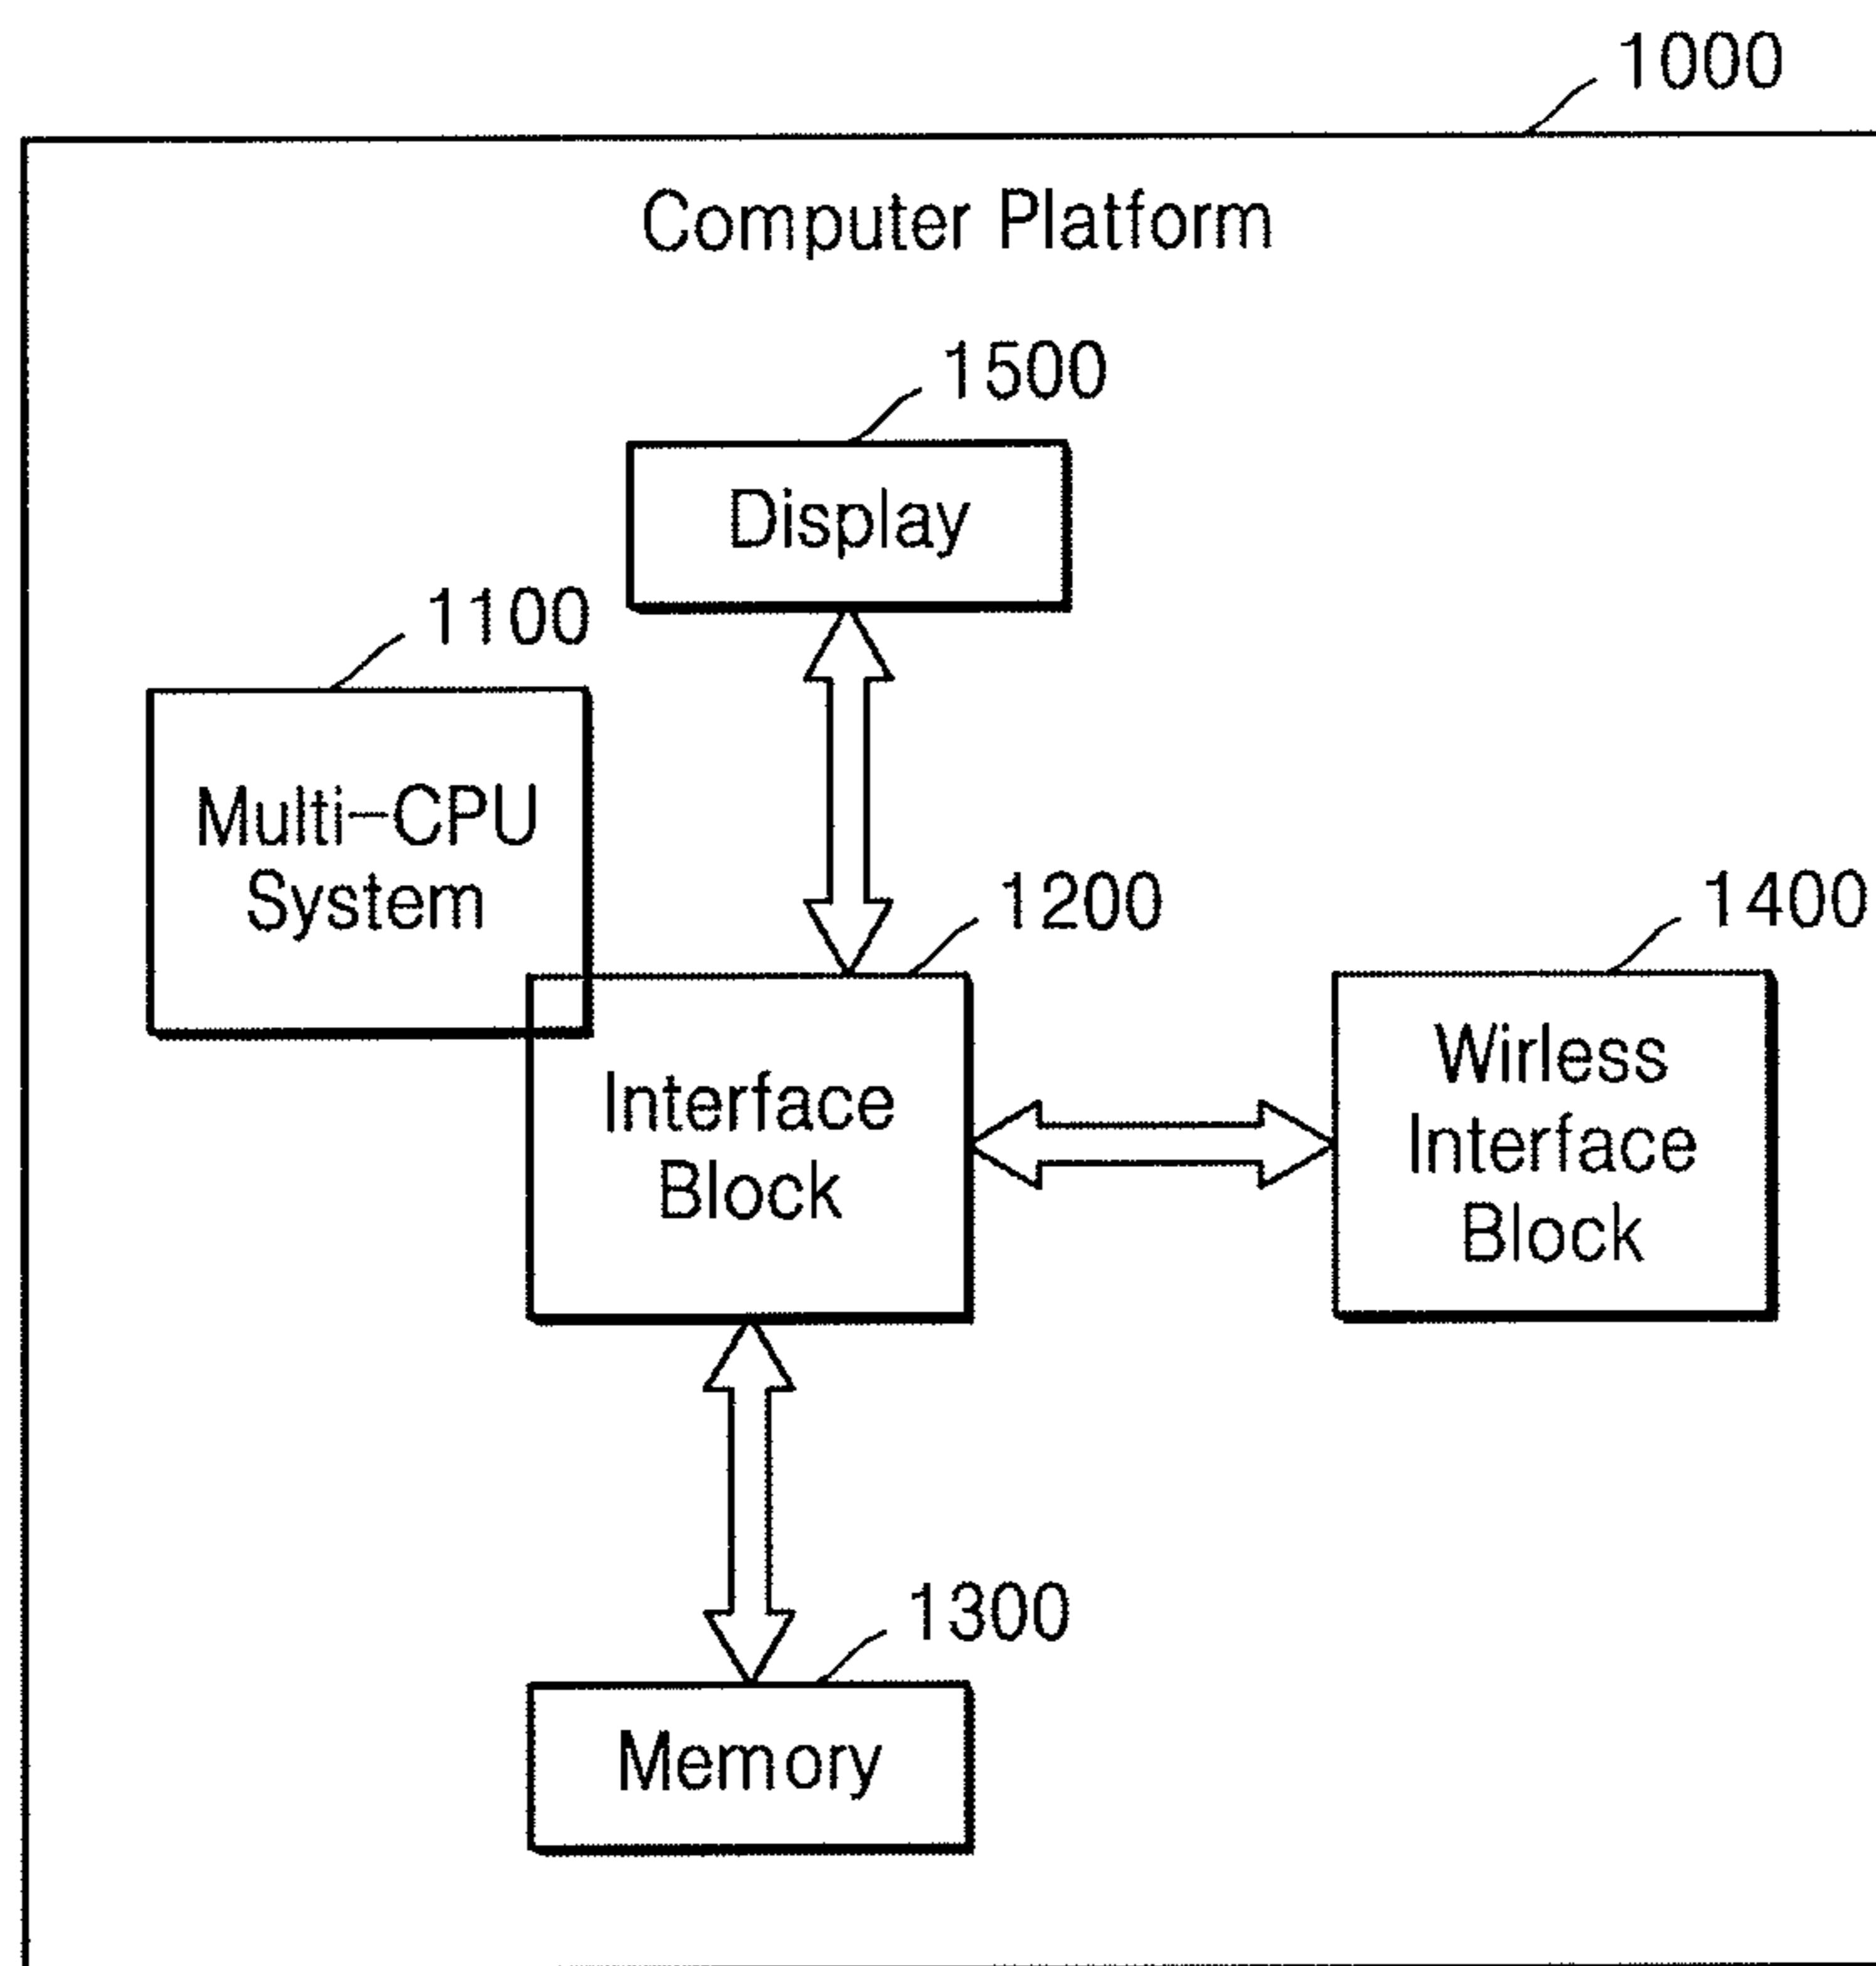 1000
Computer Platform
1500
Display
1100
Multi-CPU
System
1200
Interface
Block
1400
Wirless
Interface
Block
1300
Memory